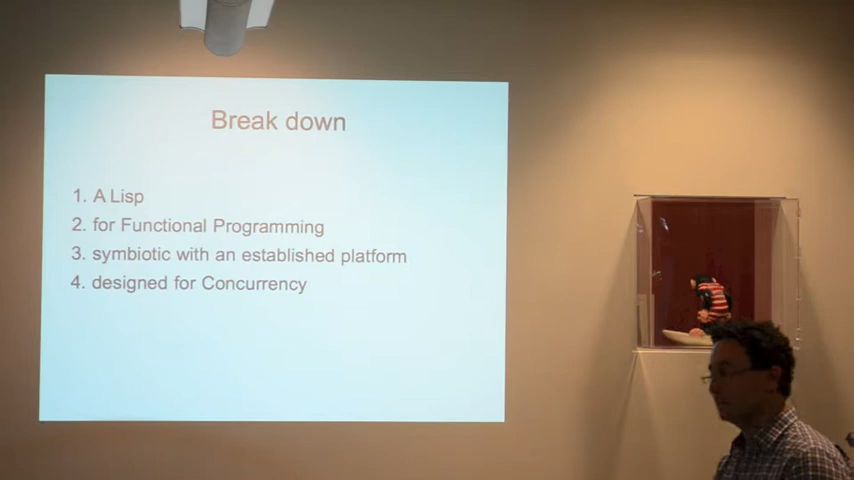 Break down
1. A Lisp
2. for Functional Programming
3. symbiotic with an established platform
4. designed for Concurrency